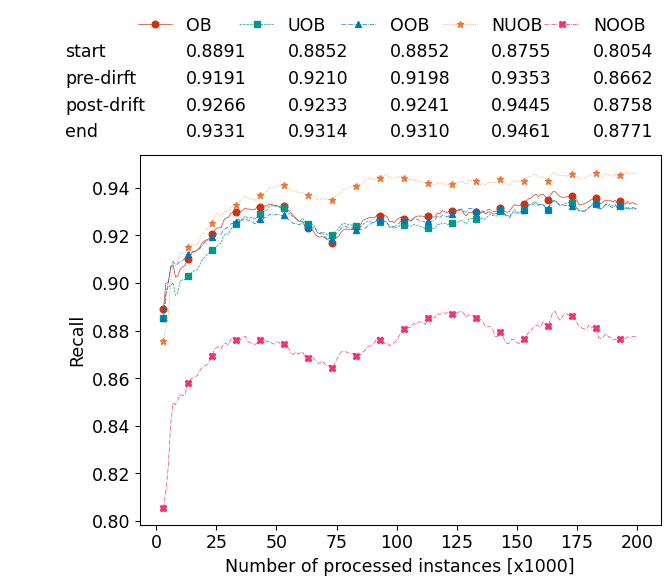 OB UOB OOB NUOB NOOB
start 0.8891 0.8852 0.8852 0.8755 0.8054
pre-dirft 0.9191 0.9210 0.9198 0.9353 0.8662
post-drift 0.9266 0.9233 0.9241 0.9445 0.8758
end 0.9331 0.9314 0.9310 0.9461 0.8771
0.94
0.92
0.90
0.88
0.86
0.84
0.82
0.80
Recall
0 25 50 75 100 125 150 175 200
Number of processed instances [x1000]